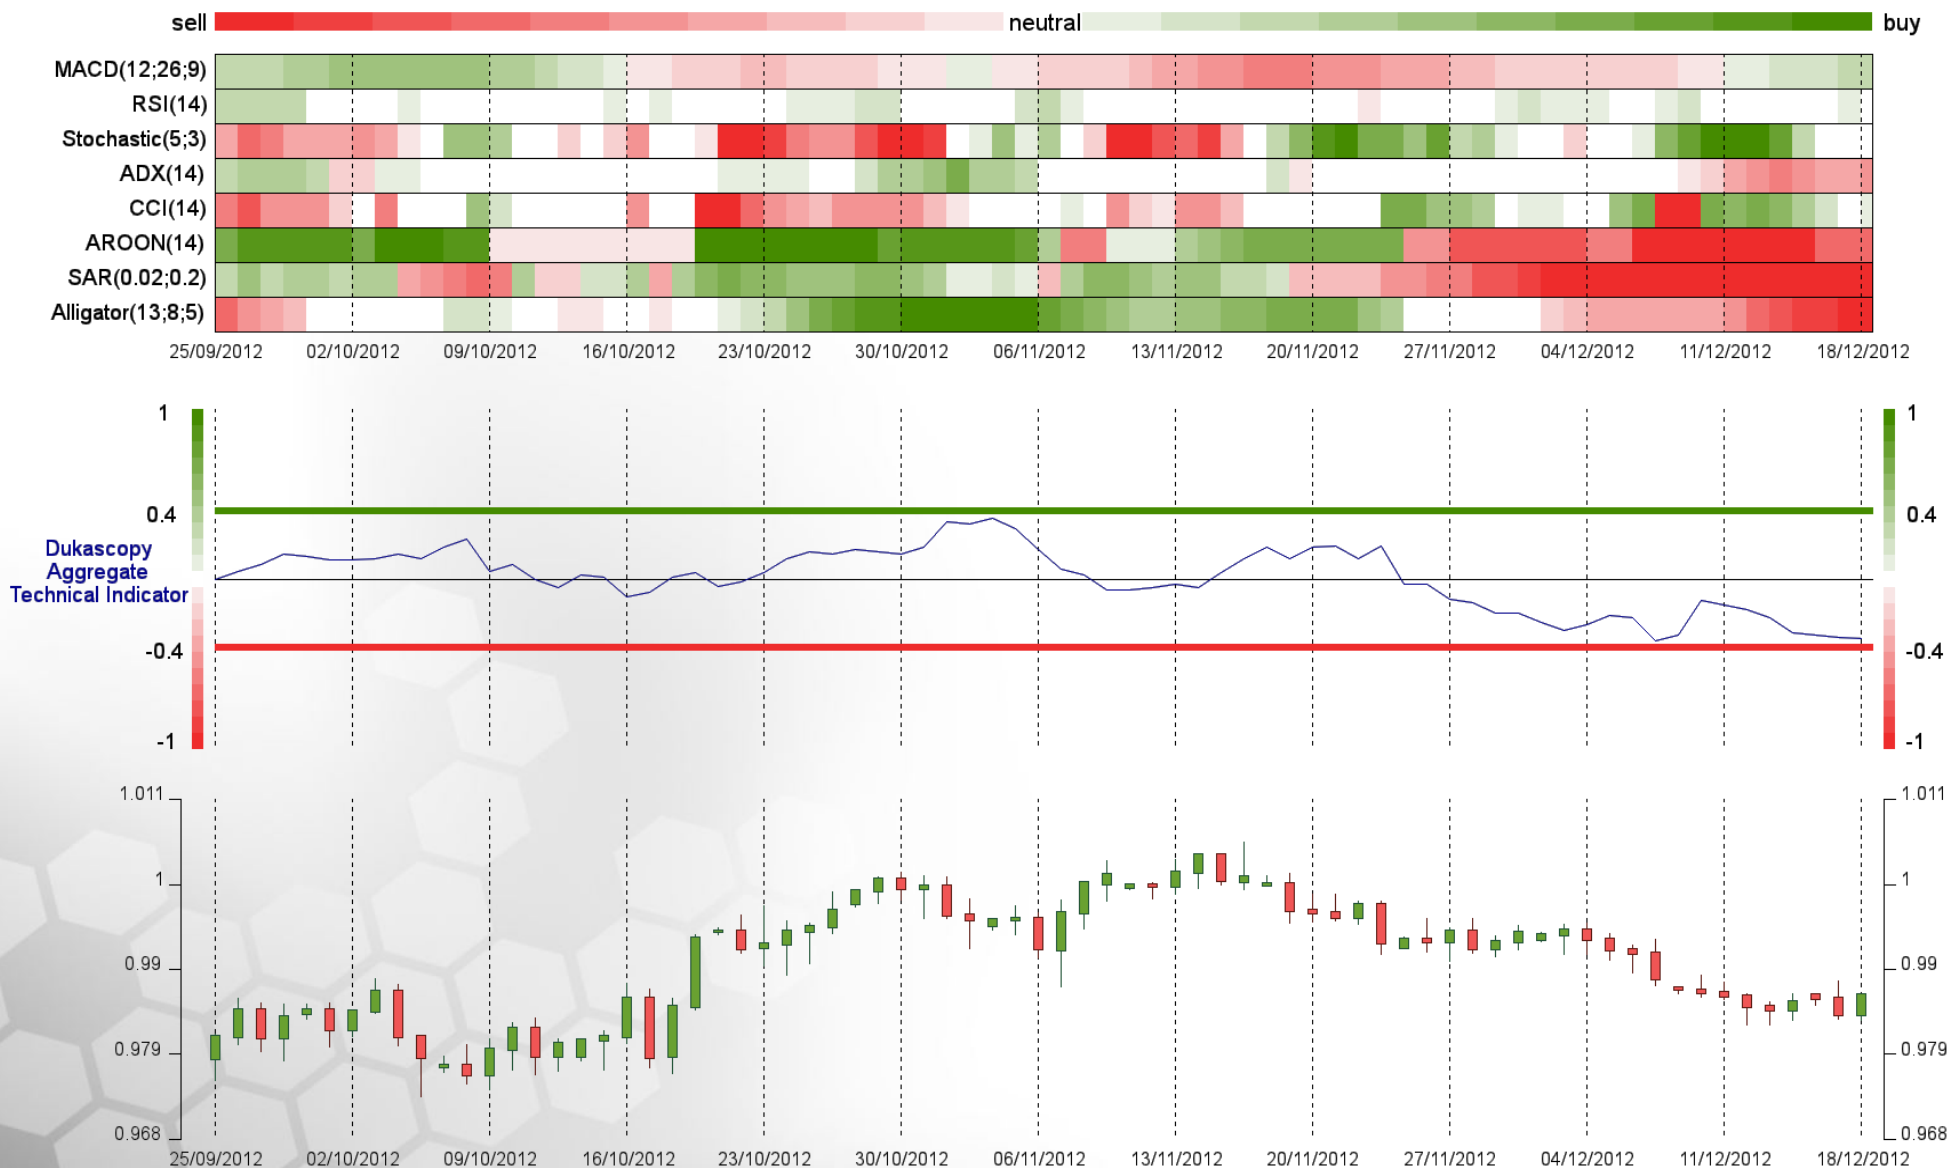 sell neutral buy
MACD(12;26;9)
RSI(14)
Stochastic(5;3)
ADX(14)
CCI(14)
AROON(14)
SAR(0.02;0.2)
Alligator(13;8;5)
25/09/2012 02/10/2012 09/10/2012 16/10/2012 23/10/2012 30/10/2012 06/11/2012 13/11/2012 20/11/2012 27/11/2012 04/12/2012 11/12/2012 18/12/2012
1 1
0.4 0.4
Dukascopy
Aggregate
Technical Indicator
-0.4 -0.4
-1 -1
1.011 1.011
1 1
0.99 0.99
0.979 0.979
0.968 0.968
25/09/2012 02/10/2012 09/10/2012 16/10/2012 23/10/2012 30/10/2012 06/11/2012 13/11/2012 20/11/2012 27/11/2012 04/12/2012 11/12/2012 18/12/2012